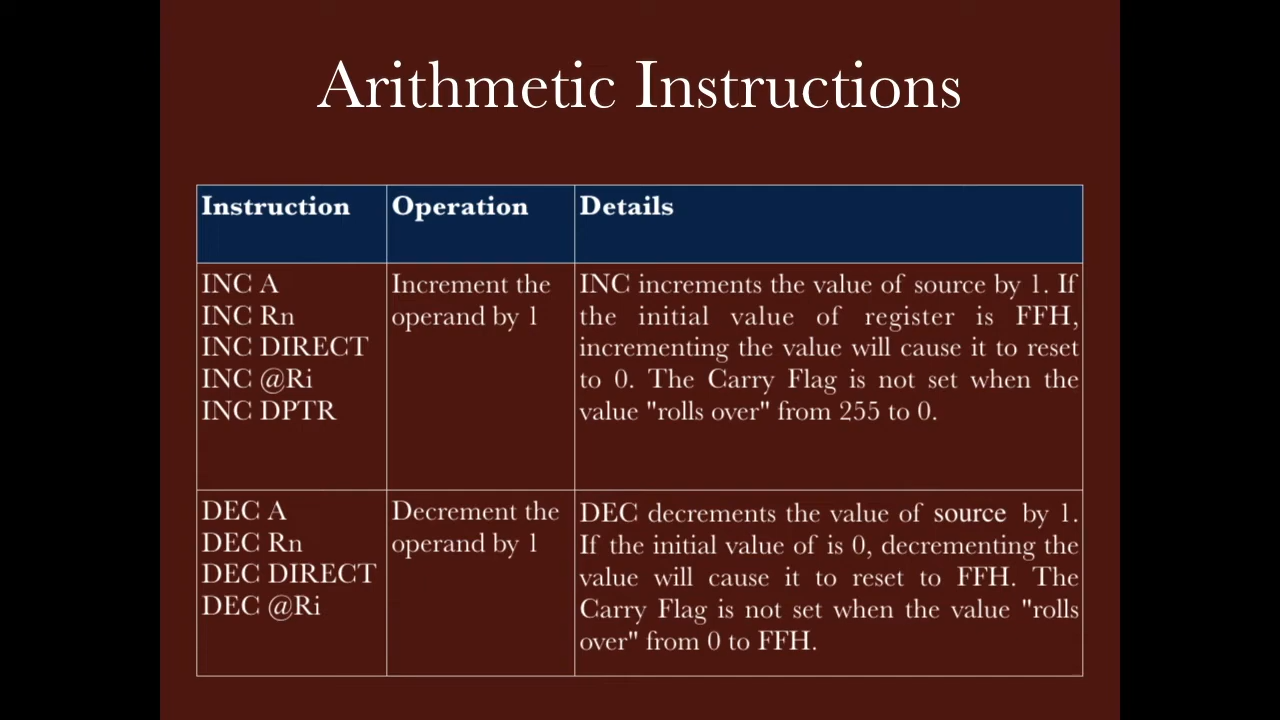 Arithmetic Instructions
Instruction
Operation
Details
INC A
INC Rn
INC DIRECT
INC @Ri
INC DPTR
Increment the
operand by 1
INC increments the value of source by 1. If
the initial value of register is FFH,
incrementing the value will cause it to reset
to 0. The Carry Flag is not set when the
value "rolls over" from 255 to 0.
DEC A
DEC Rn
DEC DIRECT
DEC @Ri
Decrement the
operand by 1
DEC decrements the value of source by 1.
If the initial value of is 0, decrementing the
value will cause it to reset to FFH. The
Carry Flag is not set when the value "rolls
over" from 0 to FFH.